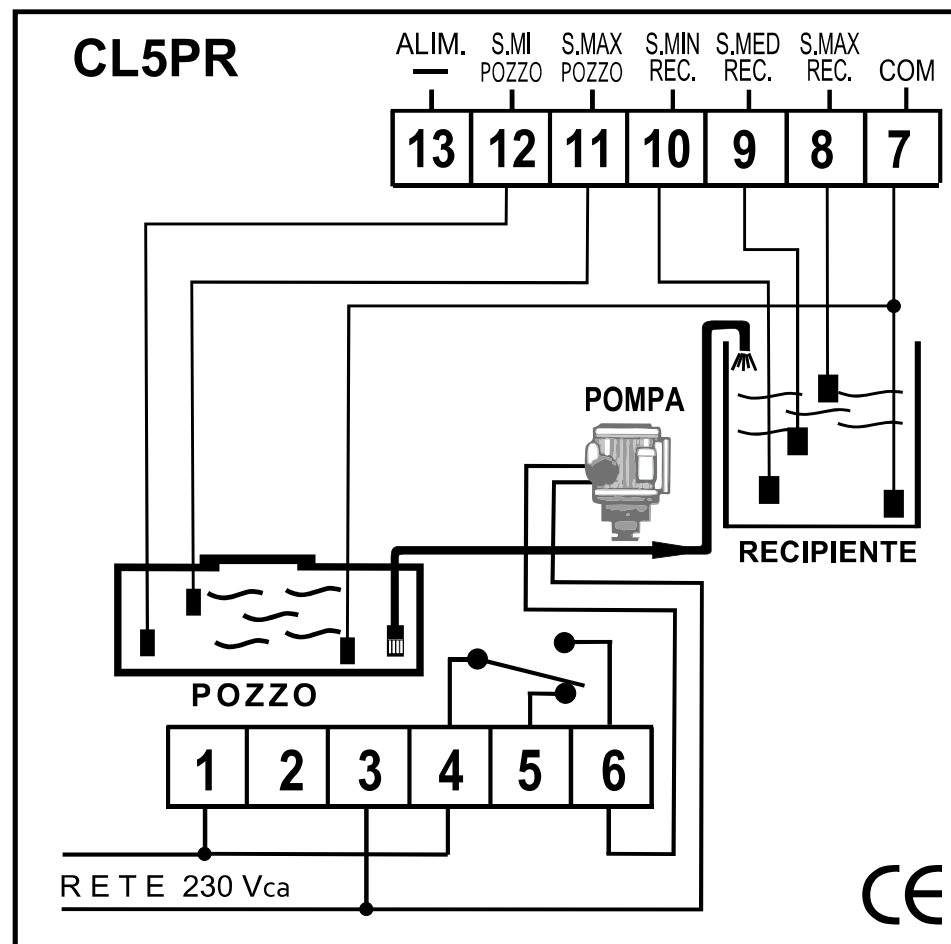 CL5PR
ALIM. S.MI S.MAX S.MIN S.MED S.MAX
POZZO POZZO REC. REC. REC. COM
13 12 11 10 9 8 7
POMPA
RECIPIENTE
POZZO
1 2 3 4 5 6
RETE 230 Vca
CE